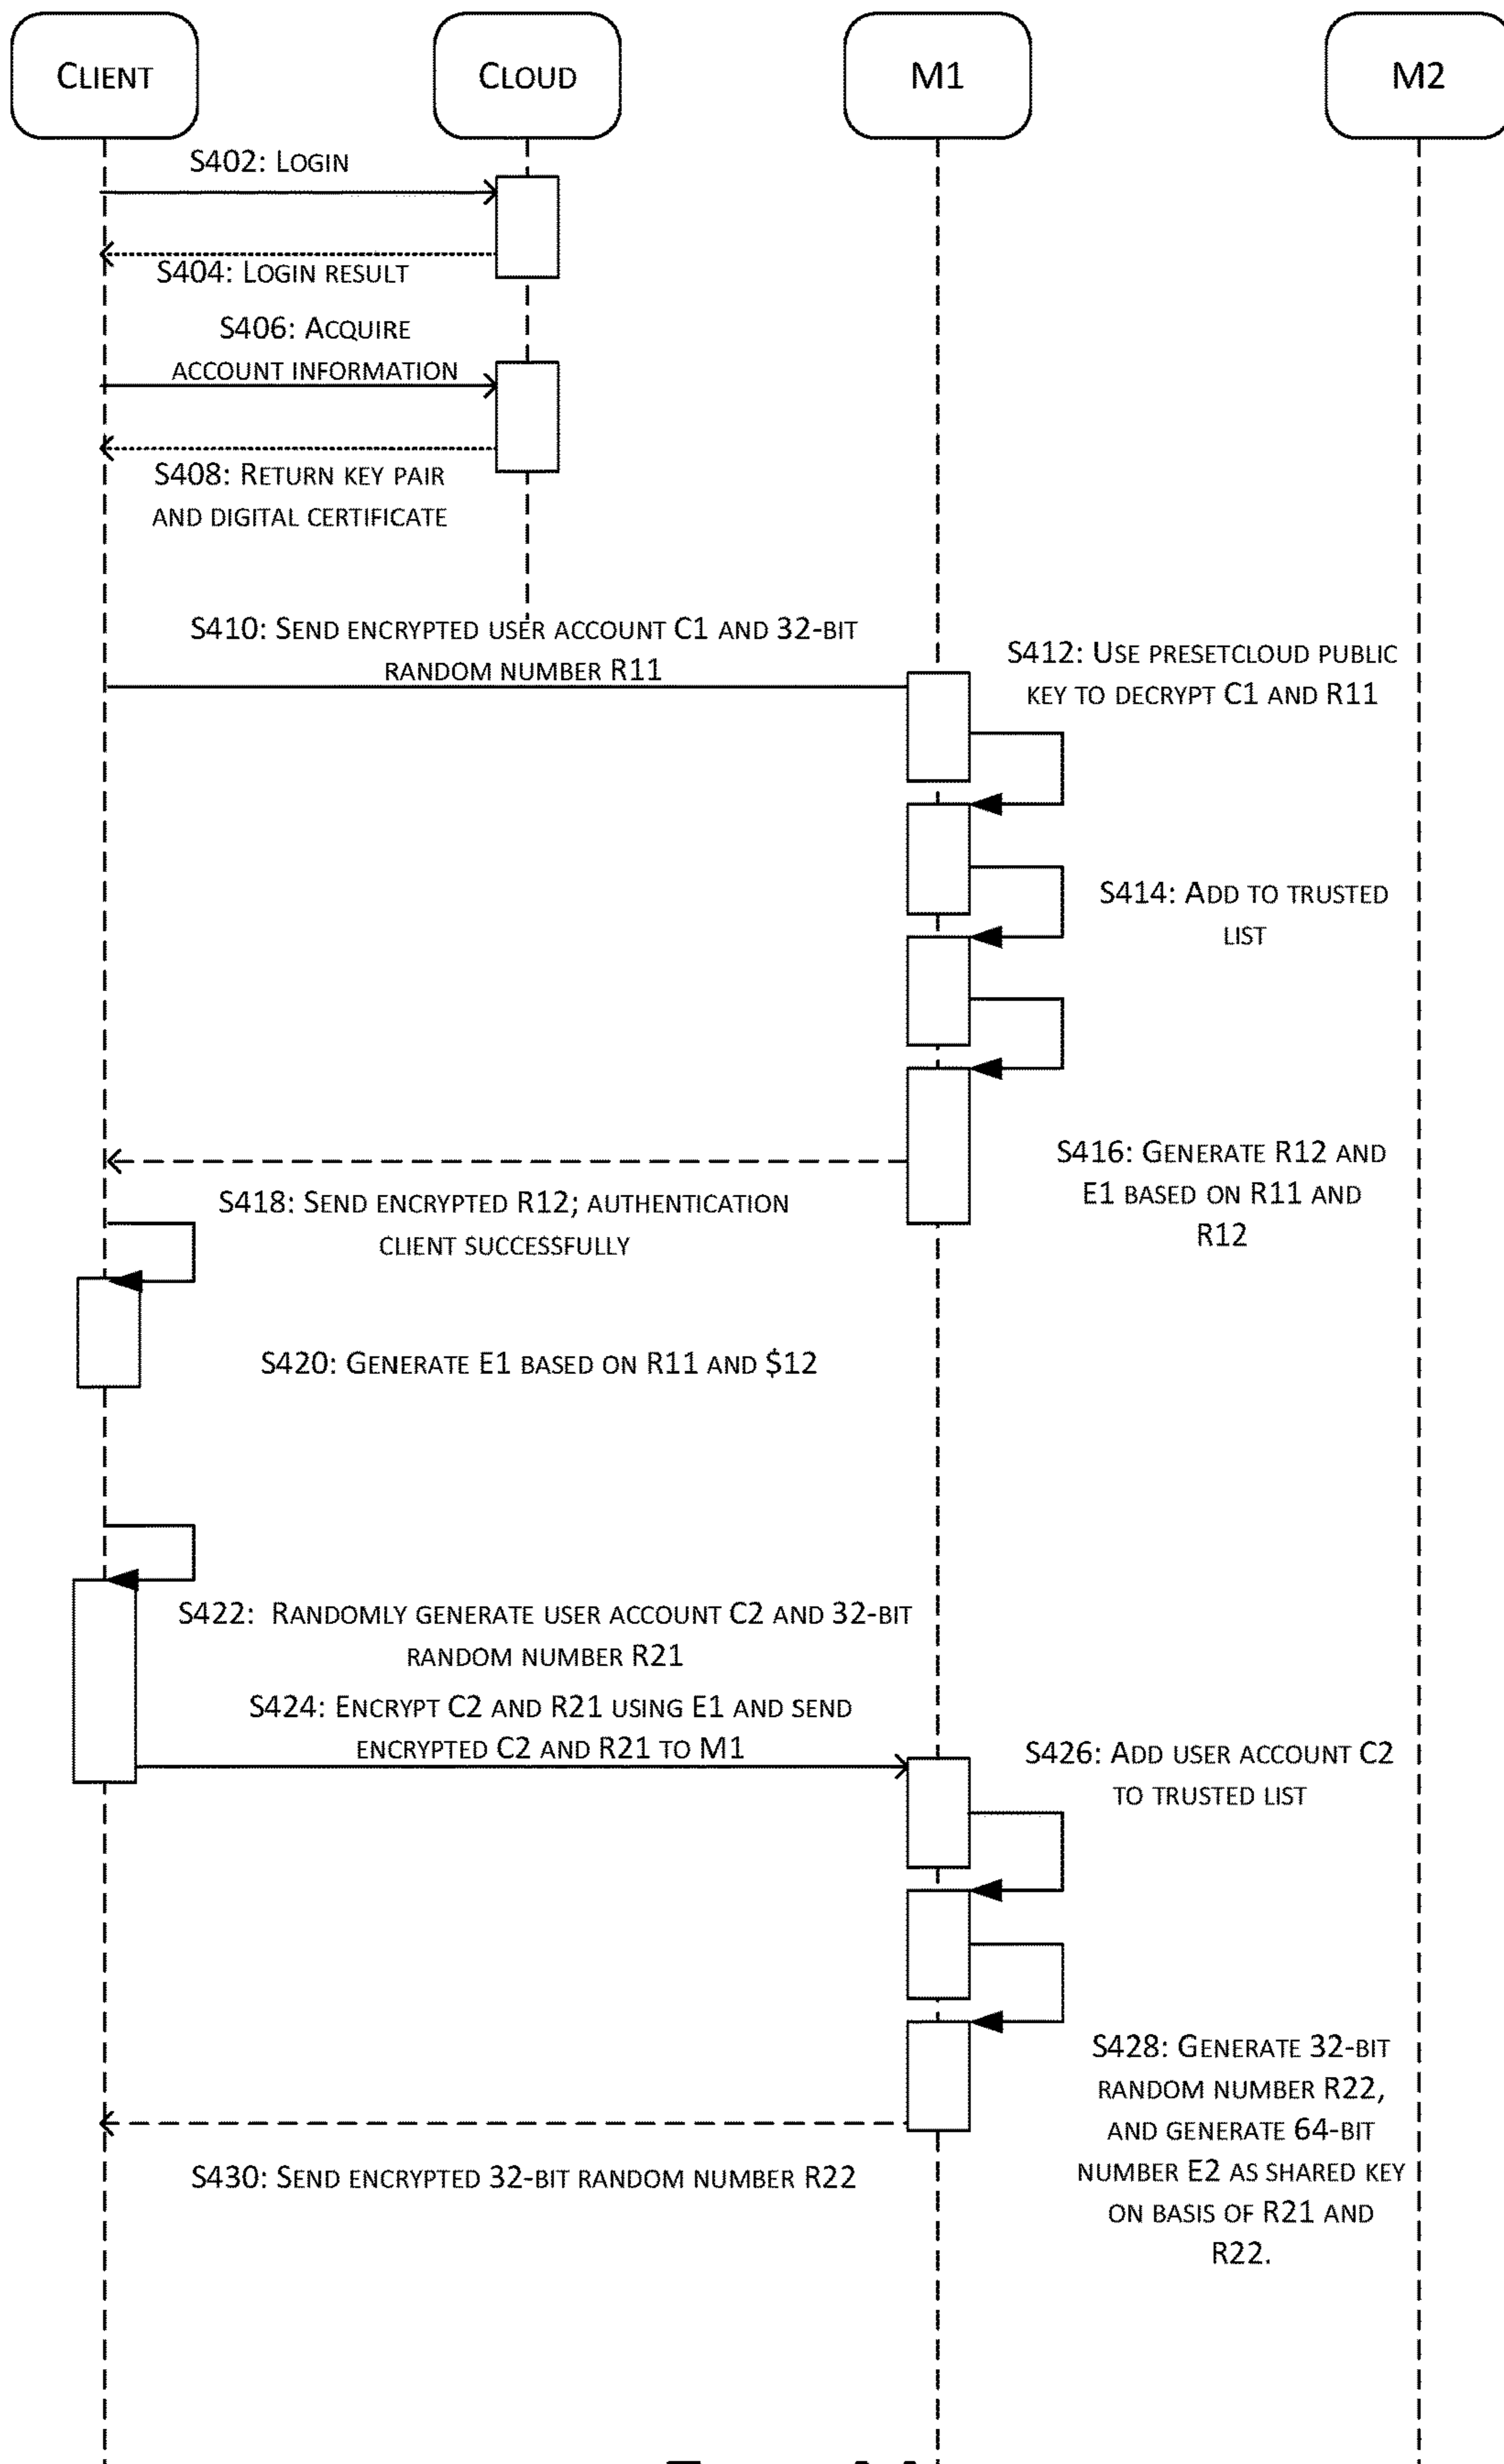 CLIENT
CLOUD
M1
M2
S402: LOGIN
S404: LOGIN RESULT
S406: ACQUIRE
ACCOUNT INFORMATION
S408: RETURN KEY PAIR
AND DIGITAL CERTIFICATE
S410: SEND ENCRYPTED USER ACCOUNT C1 AND 32-BIT
RANDOM NUMBER R11
S412: USE PRESETCLOUD PUBLIC
KEY TO DECRYPT C1 AND R11
S414: ADD TO TRUSTED
LIST
S416: GENERATE R12 AND
E1 BASED ON R11 AND
R12
S418: SEND ENCRYPTED R12; AUTHENTICATION
CLIENT SUCCESSFULLY
S420: GENERATE E1 BASED ON R11 AND $12
S422: RANDOMLY GENERATE USER ACCOUNT C2 AND 32-BIT
RANDOM NUMBER R21
S424: ENCRYPT C2 AND R21 USING E1 AND SEND
ENCRYPTED C2 AND R21 TO M1
S426: ADD USER ACCOUNT C2
TO TRUSTED LIST
S428: GENERATE 32-BIT
RANDOM NUMBER R22,
AND GENERATE 64-BIT
NUMBER E2 AS SHARED KEY
ON BASIS OF R21 AND
R22.
S430: SEND ENCRYPTED 32-BIT RANDOM NUMBER R22